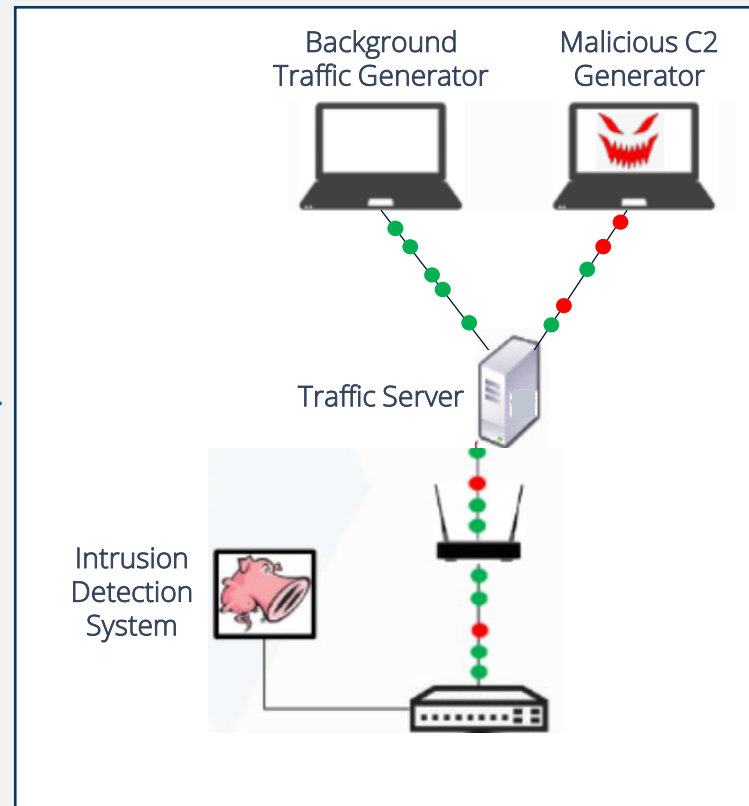 Background
Traffic Generator
Malicious C2
Generator
Traffic Server
Intrusion
Detection
System